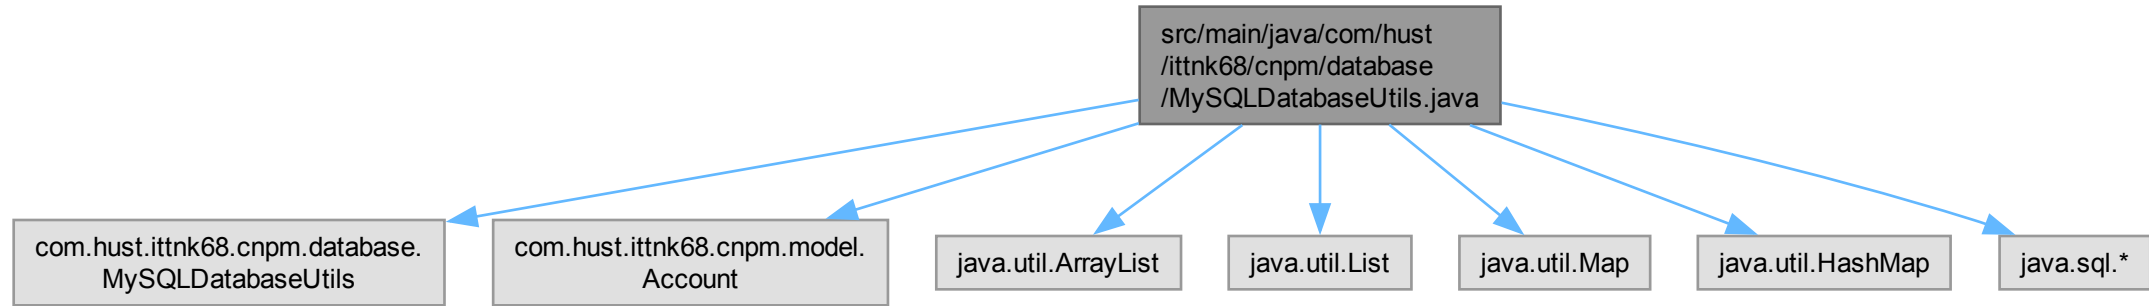 src/main/java/com/hust
/ittnk68/cnpm/database
/MySQLDatabaseUtils.java
com.hust.ittnk68.cnpm.database.
MySQLDatabaseUtils
com.hust.ittnk68.cnpm.model.
Account
java.util.ArrayList
java.util.List
java.util.Map
java.util.HashMap
java.sql.*